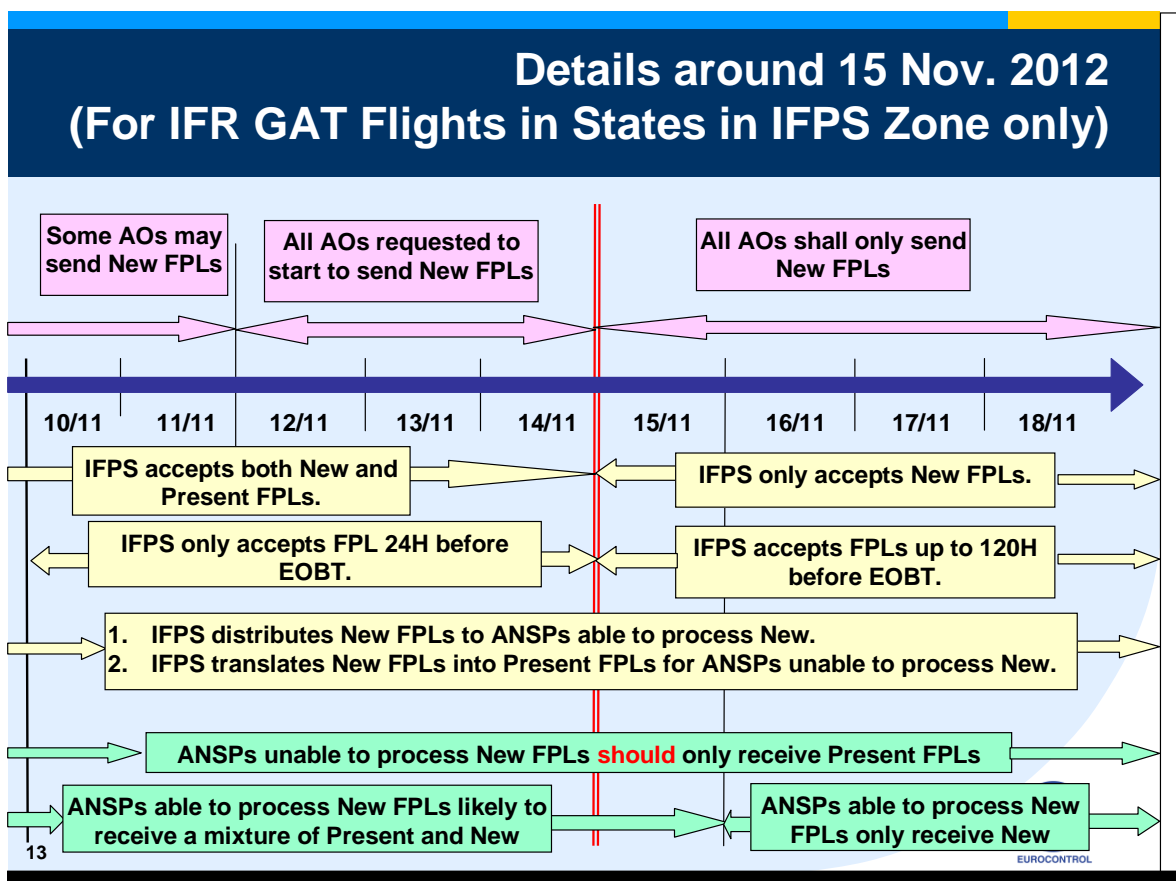 Details around 15 Nov. 2012
(For IFR GAT Flights in States in IFPS Zone only)
Some AOs may
send New FPLs
All AOs requested to
start to send New FPLs
All AOs shall only send
New FPLs
10/11 11/11 12/11 13/11 14/11 15/11 16/11 17/11 18/11
IFPS accepts both New and
Present FPLs.
IFPS only accepts New FPLs.
IFPS only accepts FPL 24H before
EOBT.
IFPS accepts FPLs up to 120H
before EOBT.
1. IFPS distributes New FPLs to ANSPs able to process New.
2. IFPS translates New FPLs into Present FPLs for ANSPs unable to process New.
ANSPs unable to process New FPLs should only receive Present FPLs
ANSPs able to process New FPLs likely to
receive a mixture of Present and New
ANSPs able to process New
FPLs only receive New
13
EUROCONTROL